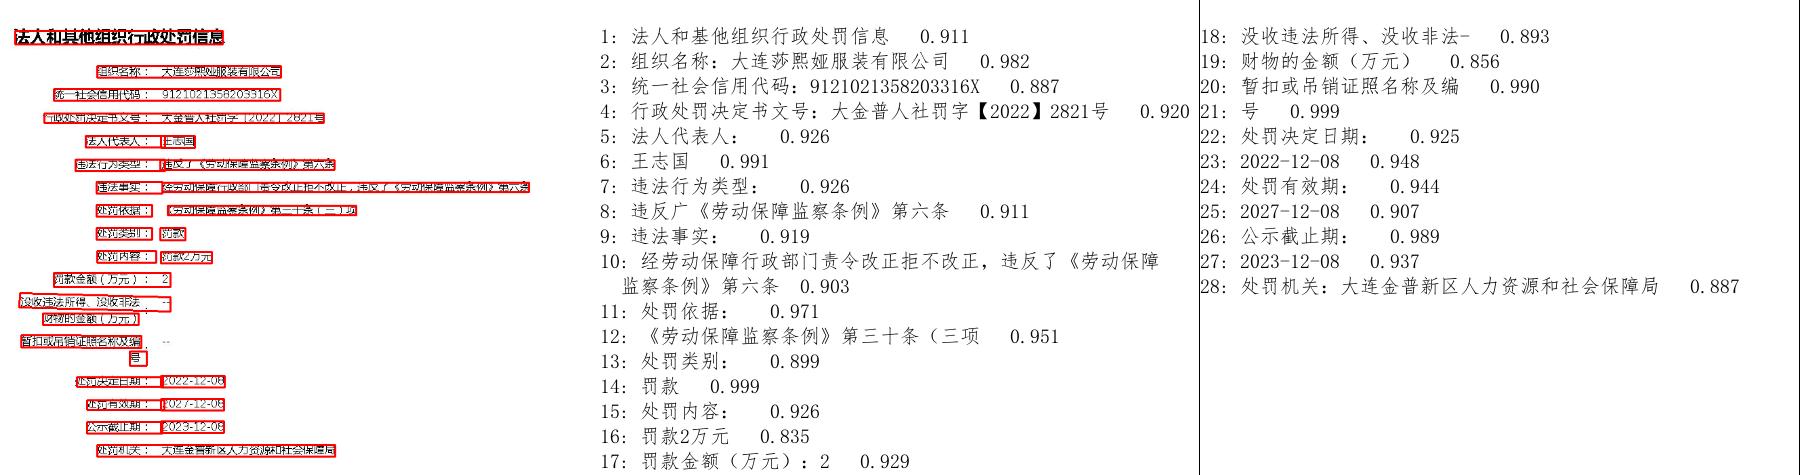 法人和其他组织行政处罚信息
组织名称： 大连莎熙娅服装有限公司
统一社会信用代码： 91210213582033316X
行政处罚决定书文号： 大金普人社罚字【2022】2821号
法人代表人： 王志国
违法行为类型： 违反了《劳动保障监察条例》第六条
违法事实： 经劳动保障行政部门责令改正拒不改正，违反了《劳动保障监察条例》第六条
处罚依据： 《劳动保障监察条例》第三十条（三）项
处罚类别： 罚款
处罚内容： 罚款2万元
罚款金额（万元）： 2
没收违法所得、没收非法 --
财物的金额（万元）：
暂扣或吊销证照名称及编 --
号：
处罚决定日期： 2022-12-08
处罚有效期： 2027-12-08
公示截止期： 2023-12-08
处罚机关： 大连金普新区人力资源和社会保障局
1: 法人和基他组织行政处罚信息 0.911
2: 组织名称: 大连莎熙娅服装有限公司 0.982
3: 统一社会信用代码: 9121021358203316X 0.887
4: 行政处罚决定书文号: 大金普人社罚字【2022】2821号 0.920
5: 法人代表人: 0.926
6: 王志国 0.991
7: 违法行为类型: 0.926
8: 违反广《劳动保障监察条例》第六条 0.911
9: 违法事实: 0.919
10: 经劳动保障行政部门责令改正拒不改正，违反了《劳动保障
监察条例》第六条 0.903
11: 处罚依据: 0.971
12: 《劳动保障监察条例》第三十条（三项 0.951
13: 处罚类别: 0.899
14: 罚款 0.999
15: 处罚内容: 0.926
16: 罚款2万元 0.835
17: 罚款金额（万元）: 2 0.929
18: 没收违法所得、没收非法- 0.893
19: 财物的金额（万元） 0.856
20: 暂扣或吊销证照名称及编 0.990
21: 号 0.999
22: 处罚决定日期: 0.925
23: 2022-12-08 0.948
24: 处罚有效期: 0.944
25: 2027-12-08 0.907
26: 公示截止期: 0.989
27: 2023-12-08 0.937
28: 处罚机关: 大连金普新区人力资源和社会保障局 0.887